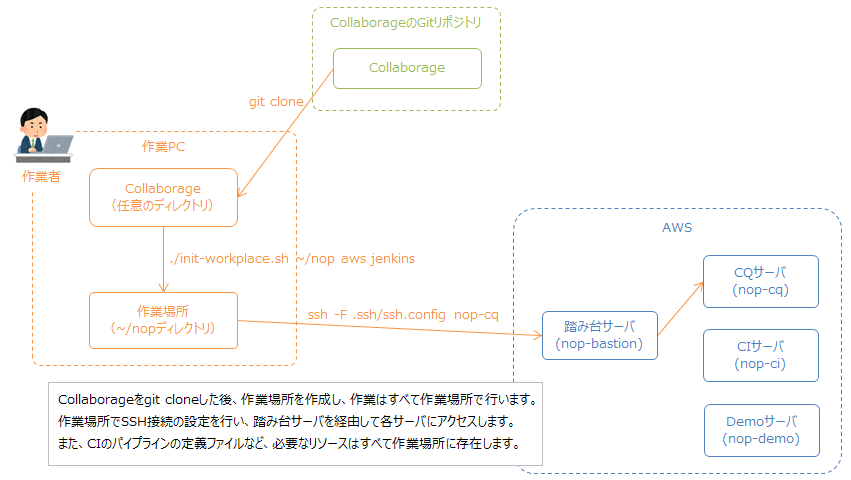 CollaborageのGitリポジトリ
Collaborage
git clone
作業者
作業PC
Collaborage
(任意のディレクトリ)
./init-workplace.sh ~/nop aws jenkins
作業場所
(~/nopディレクトリ)
ssh -F .ssh/ssh.config nop-cq
AWS
踏み台サーバ
(nop-bastion)
CQサーバ
(nop-cq)
CIサーバ
(nop-ci)
Demoサーバ
(nop-demo)
Collaborageをgit cloneした後、作業場所を作成し、作業はすべて作業場所で行います。
作業場所でSSH接続の設定を行い、踏み台サーバを経由して各サーバにアクセスします。
また、CIのパイプラインの定義ファイルなど、必要なリソースはすべて作業場所に存在します。